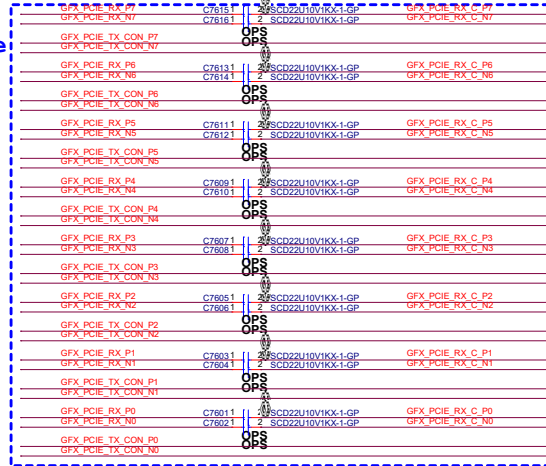 GFX_PCIE_RX_P7 C7615 1 2 SCD22U10V1KX-1-GP GFX_PCIE_RX_C_P7
GFX_PCIE_RX_N7 C7616 1 2 SCD22U10V1KX-1-GP GFX_PCIE_RX_C_N7
OPS
GFX_PCIE_TX_CON_P7
OPS
e
GFX_PCIE_TX_CON_N7
GFX_PCIE_RX_P6 C7613 1 2 SCD22U10V1KX-1-GP GFX_PCIE_RX_C_P6
GFX_PCIE_RX_N6 C7614 1 2 SCD22U10V1KX-1-GP GFX_PCIE_RX_C_N6
OPS
GFX_PCIE_TX_CON_P6
OPS
GFX_PCIE_TX_CON_N6
GFX_PCIE_RX_P5 C7611 1 2 SCD22U10V1KX-1-GP GFX_PCIE_RX_C_P5
GFX_PCIE_RX_N5 C7612 1 2 SCD22U10V1KX-1-GP GFX_PCIE_RX_C_N5
OPS
GFX_PCIE_TX_CON_P5
OPS
GFX_PCIE_TX_CON_N5
GFX_PCIE_RX_P4 C7609 1 2 SCD22U10V1KX-1-GP GFX_PCIE_RX_C_P4
GFX_PCIE_RX_N4 C7610 1 2 SCD22U10V1KX-1-GP GFX_PCIE_RX_C_N4
OPS
GFX_PCIE_TX_CON_P4
OPS
GFX_PCIE_TX_CON_N4
GFX_PCIE_RX_P3 C7607 1 2 SCD22U10V1KX-1-GP GFX_PCIE_RX_C_P3
GFX_PCIE_RX_N3 C7608 1 2 SCD22U10V1KX-1-GP GFX_PCIE_RX_C_N3
OPS
GFX_PCIE_TX_CON_P3
OPS
GFX_PCIE_TX_CON_N3
GFX_PCIE_RX_P2 C7605 1 2 SCD22U10V1KX-1-GP GFX_PCIE_RX_C_P2
GFX_PCIE_RX_N2 C7606 1 2 SCD22U10V1KX-1-GP GFX_PCIE_RX_C_N2
OPS
GFX_PCIE_TX_CON_P2
OPS
GFX_PCIE_TX_CON_N2
GFX_PCIE_RX_P1 C7603 1 2 SCD22U10V1KX-1-GP GFX_PCIE_RX_C_P1
GFX_PCIE_RX_N1 C7604 1 2 SCD22U10V1KX-1-GP GFX_PCIE_RX_C_N1
OPS
GFX_PCIE_TX_CON_P1
OPS
GFX_PCIE_TX_CON_N1
GFX_PCIE_RX_P0 C7601 1 2 SCD22U10V1KX-1-GP GFX_PCIE_RX_C_P0
GFX_PCIE_RX_N0 C7602 1 2 SCD22U10V1KX-1-GP GFX_PCIE_RX_C_N0
OPS
GFX_PCIE_TX_CON_P0
OPS
GFX_PCIE_TX_CON_N0